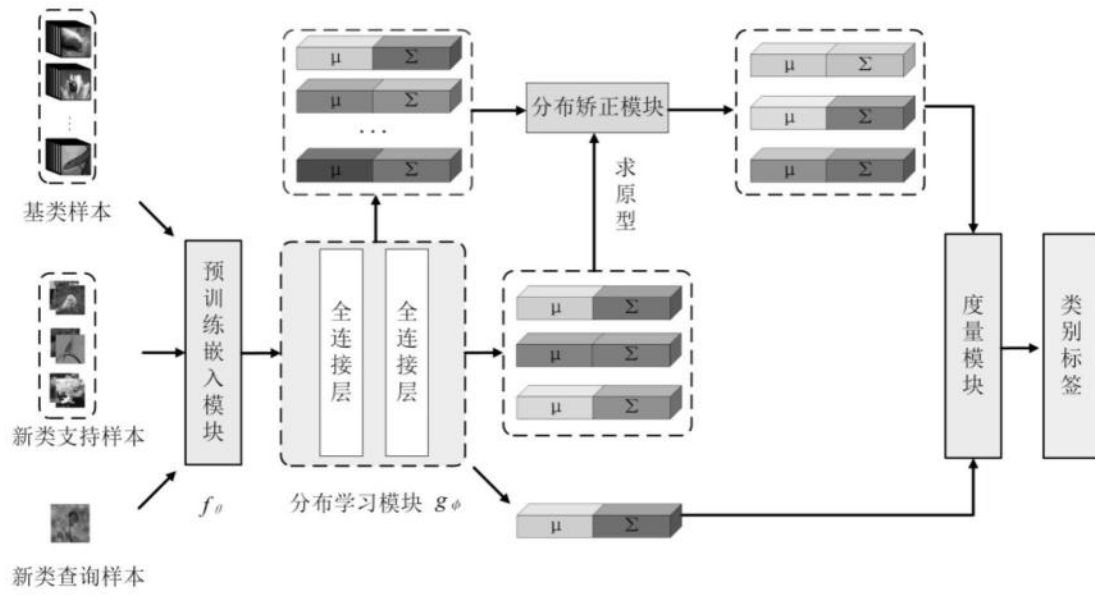 μ Σ
μ Σ
...
μ Σ
分布矫正模块
μ Σ
μ Σ
μ Σ
基类样本
求原型
预训练嵌入模块
全连接层
全连接层
μ Σ
μ Σ
μ Σ
度量模块
类别标签
新类支持样本
fθ
分布学习模块 gϕ
μ Σ
新类查询样本